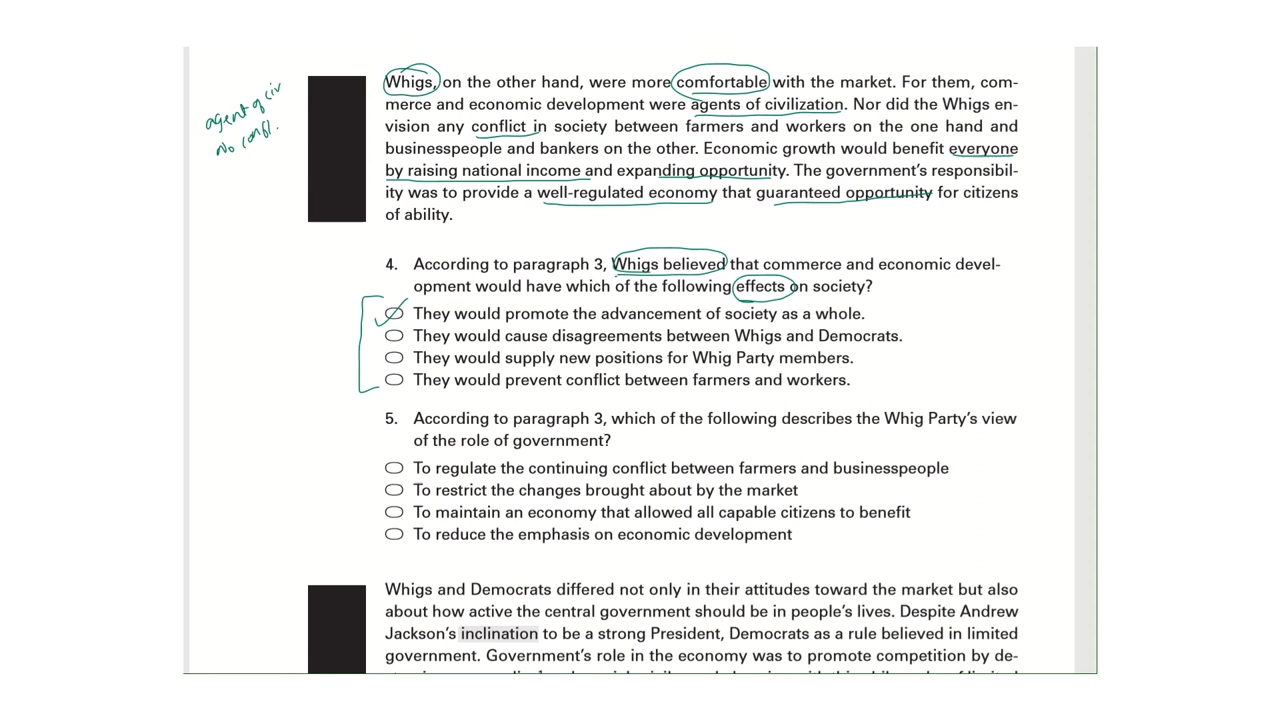 agent of civ
no confl.
Whigs, on the other hand, were more comfortable with the market. For them, com-
merce and economic development were agents of civilization. Nor did the Whigs en-
vision any conflict in society between farmers and workers on the one hand and
businesspeople and bankers on the other. Economic growth would benefit everyone
by raising national income and expanding opportunity. The government's responsibil-
ity was to provide a well-regulated economy that guaranteed opportunity for citizens
of ability.
4. According to paragraph 3, Whigs believed that commerce and economic devel-
opment would have which of the following effects on society?
They would promote the advancement of society as a whole.
They would cause disagreements between Whigs and Democrats.
They would supply new positions for Whig Party members.
They would prevent conflict between farmers and workers.
5. According to paragraph 3, which of the following describes the Whig Party's view
of the role of government?
To regulate the continuing conflict between farmers and businesspeople
To restrict the changes brought about by the market
To maintain an economy that allowed all capable citizens to benefit
To reduce the emphasis on economic development
Whigs and Democrats differed not only in their attitudes toward the market but also
about how active the central government should be in people's lives. Despite Andrew
Jackson's inclination to be a strong President, Democrats as a rule believed in limited
government. Government's role in the economy was to promote competition by de-